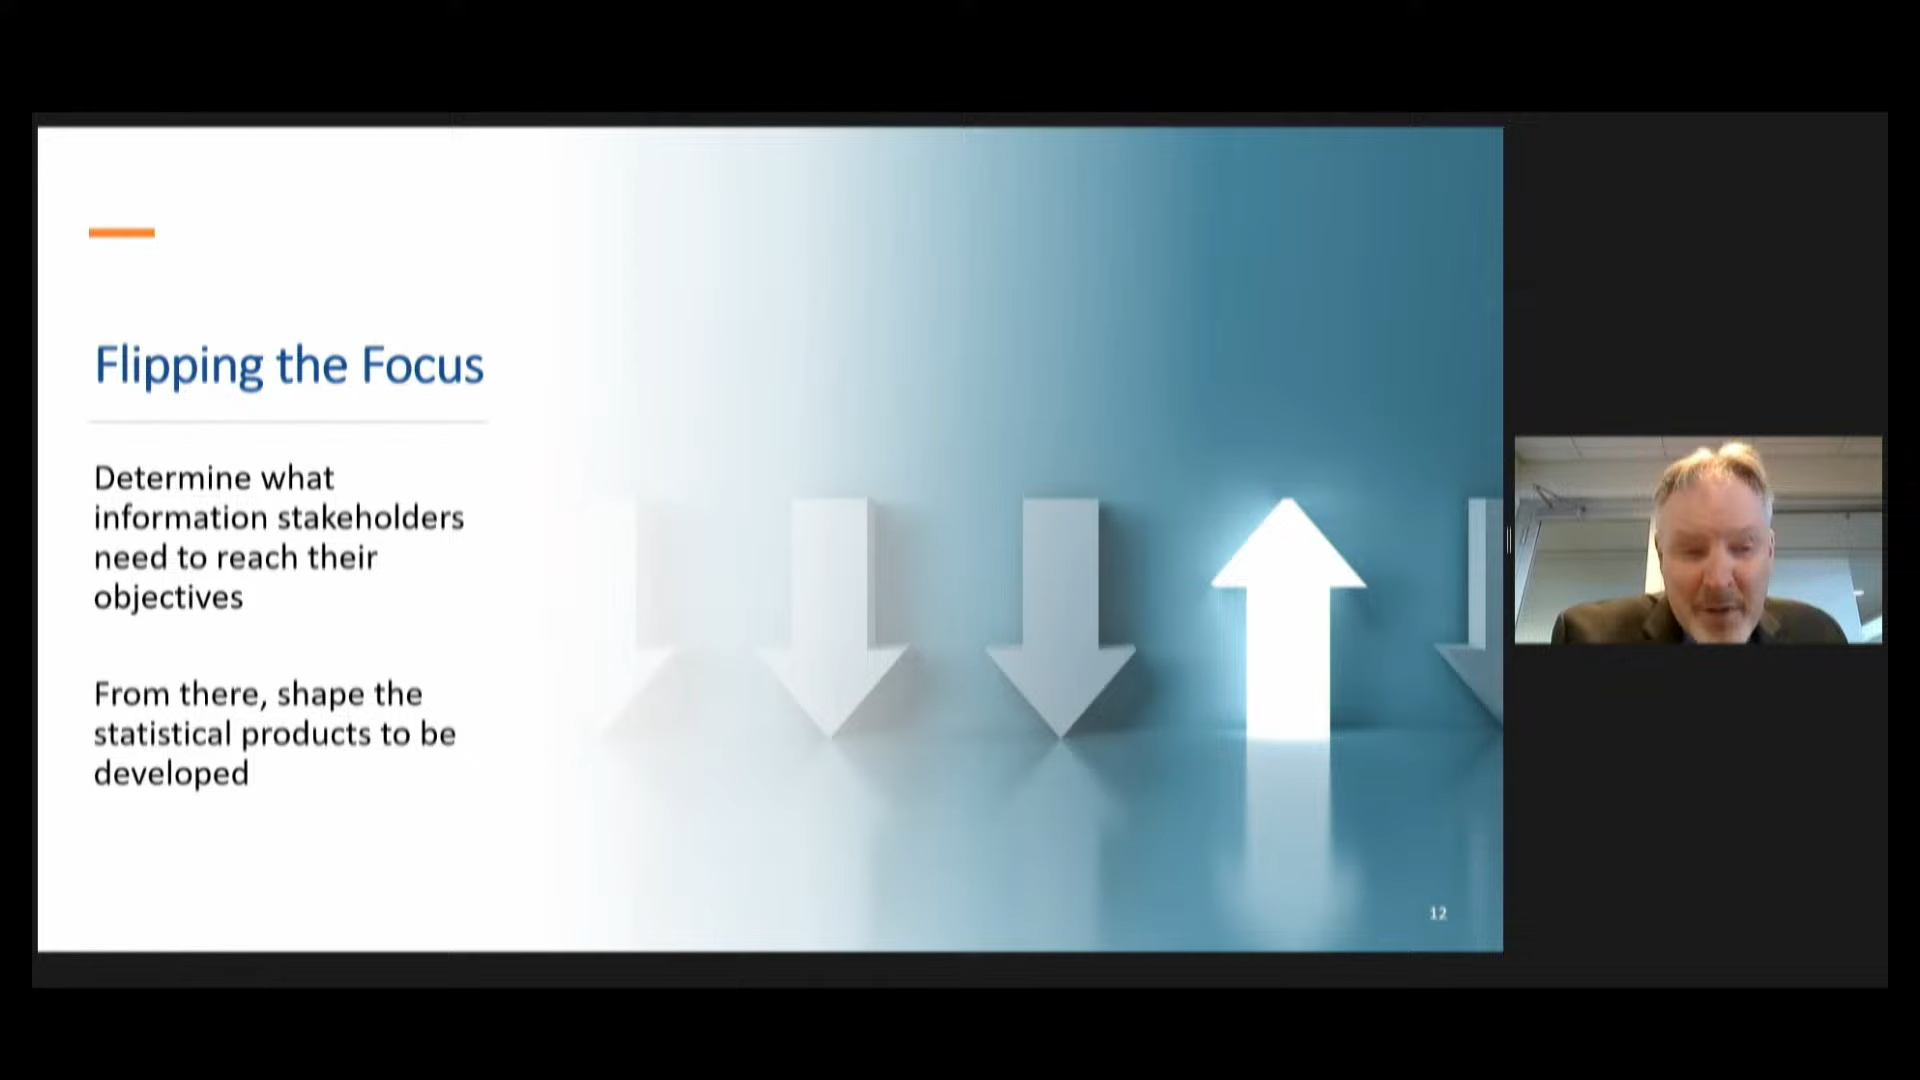 Flipping the Focus
Determine what
information stakeholders
need to reach their
objectives
From there, shape the
statistical products to be
developed
12